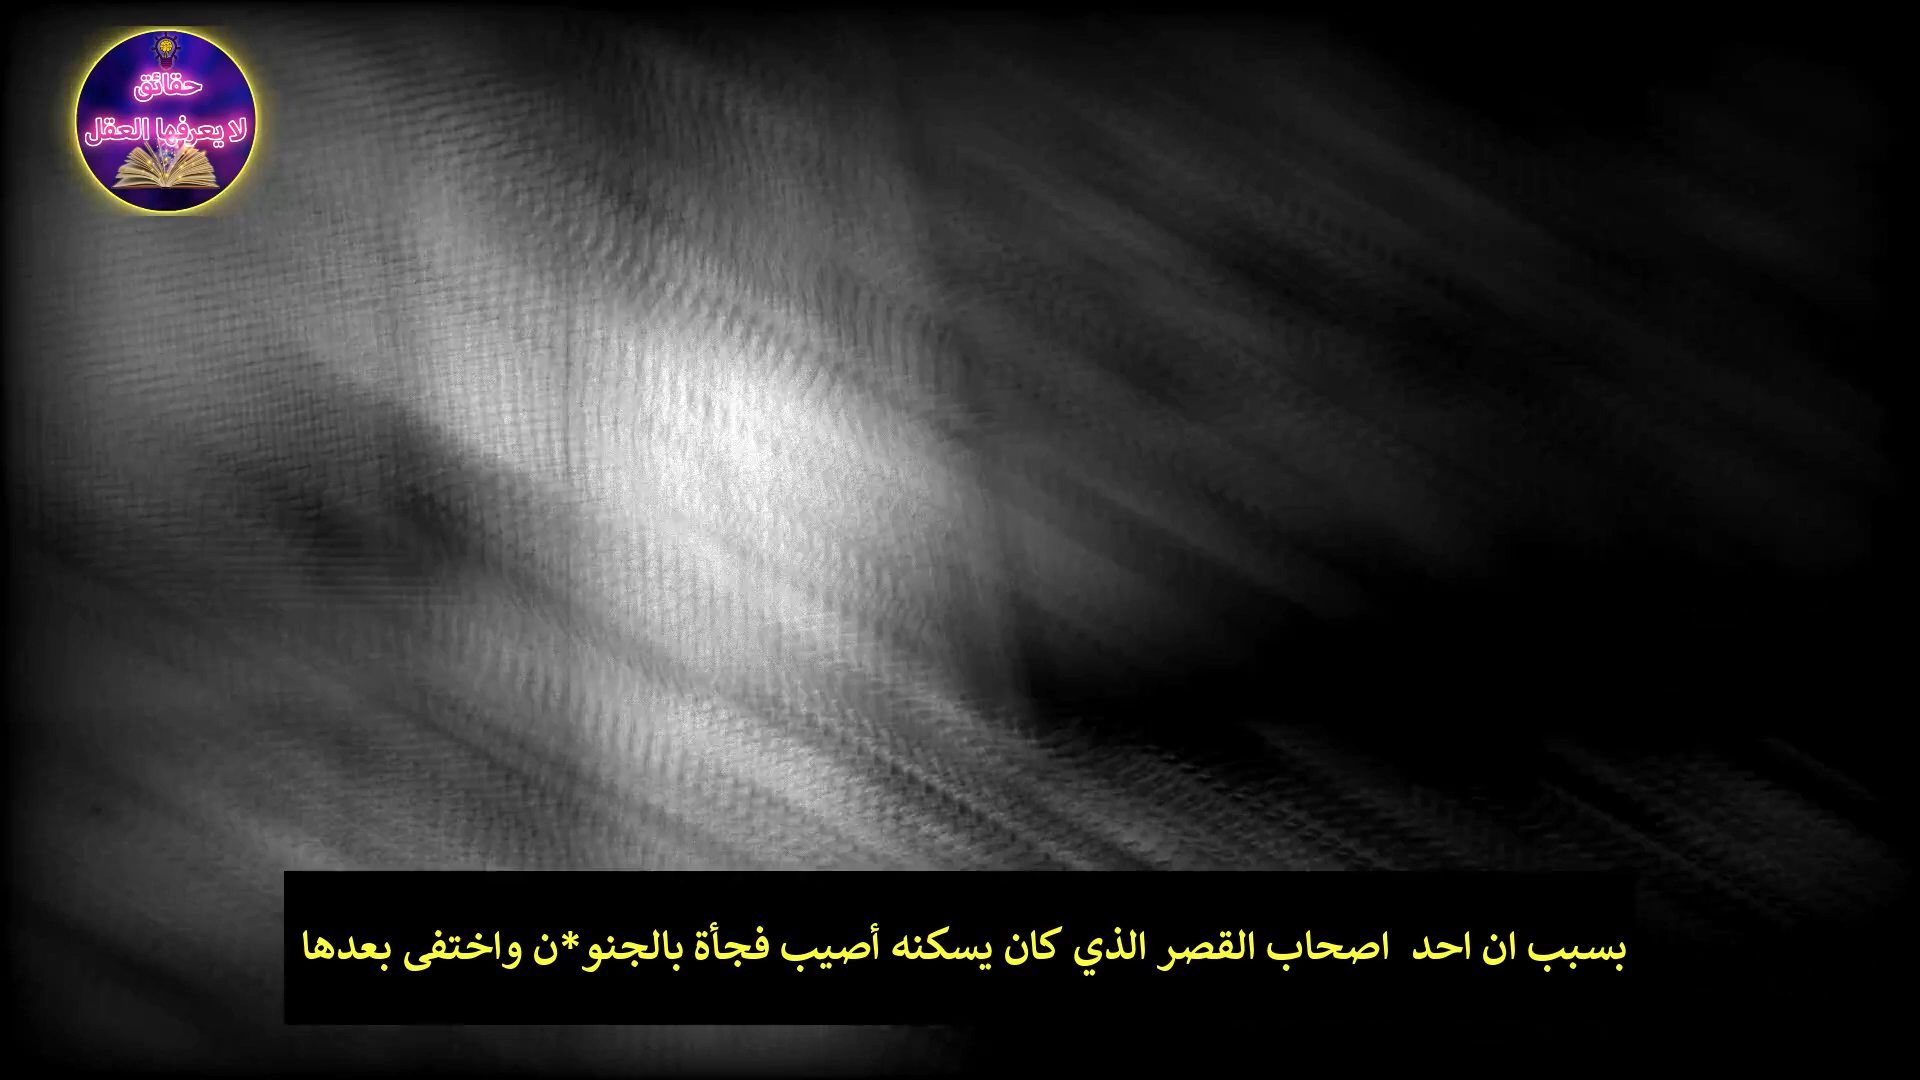 حقائق
لا يعرفها العقل
بسبب ان احد اصحاب القصر الذي كان يسكنه أصيب فجأة بالجنو*ن واختفى بعدها